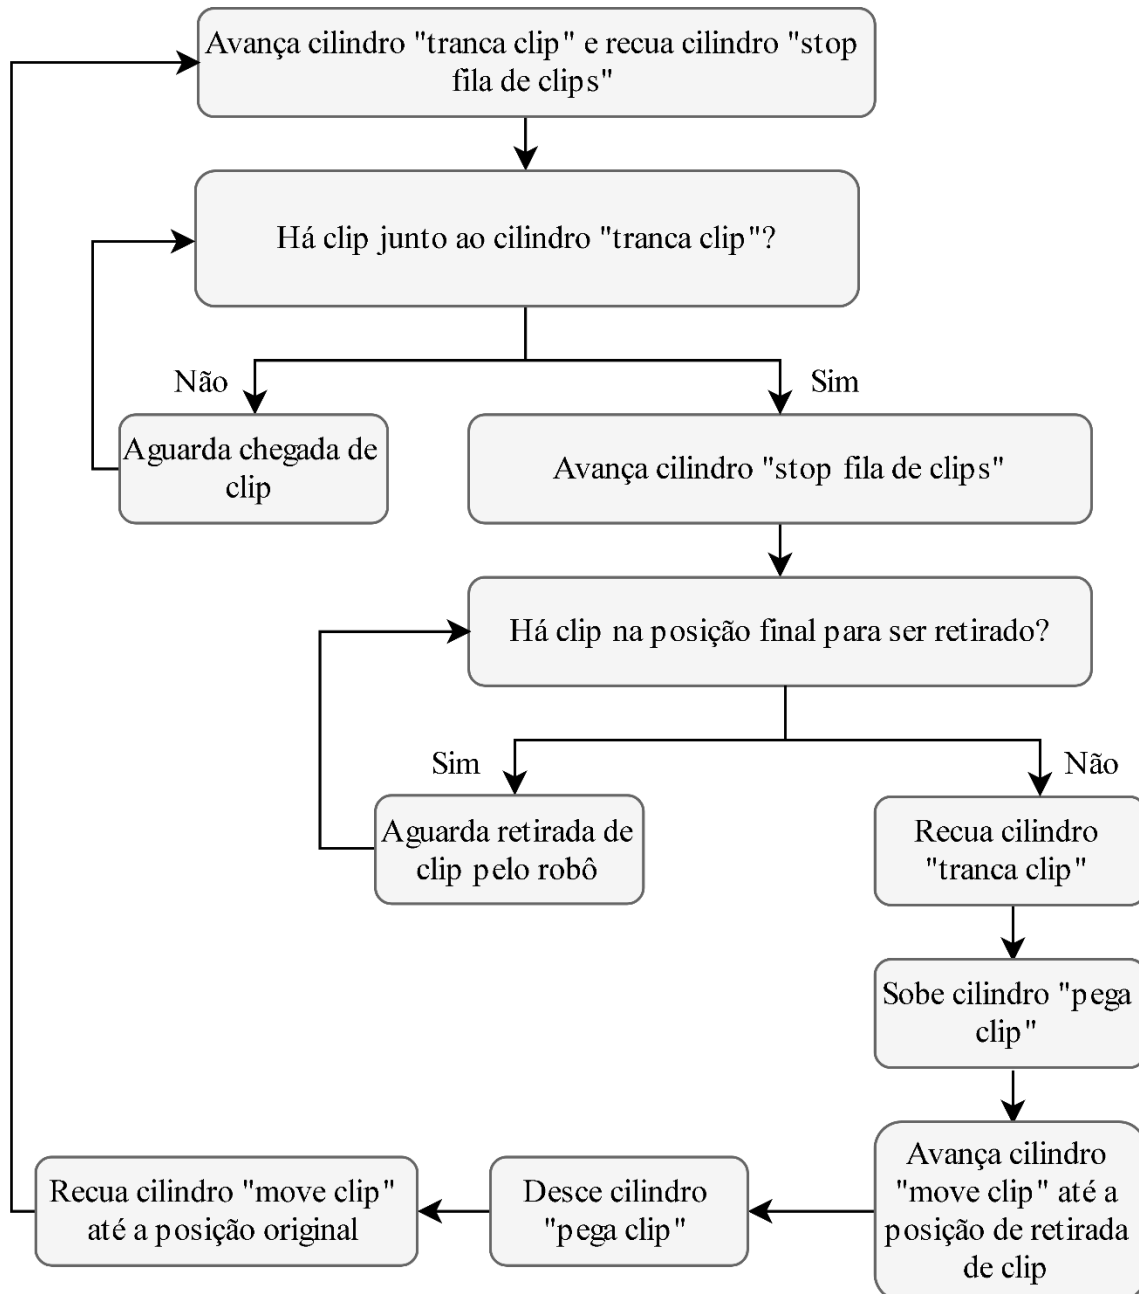 Avança cilindro "tranca clip" e recua cilindro "stop
fila de clips"
Há clip junto ao cilindro "tranca clip"?
Não
Sim
Aguarda chegada de
clip
Avança cilindro "stop fila de clips"
Há clip na posição final para ser retirado?
Sim
Não
Aguarda retirada de
clip pelo robô
Recua cilindro
"tranca clip"
Sobe cilindro "pega
clip"
Avança cilindro
"move clip" até a
posição de retirada
de clip
Desce cilindro
"pega clip"
Recua cilindro "move clip"
até a posição original